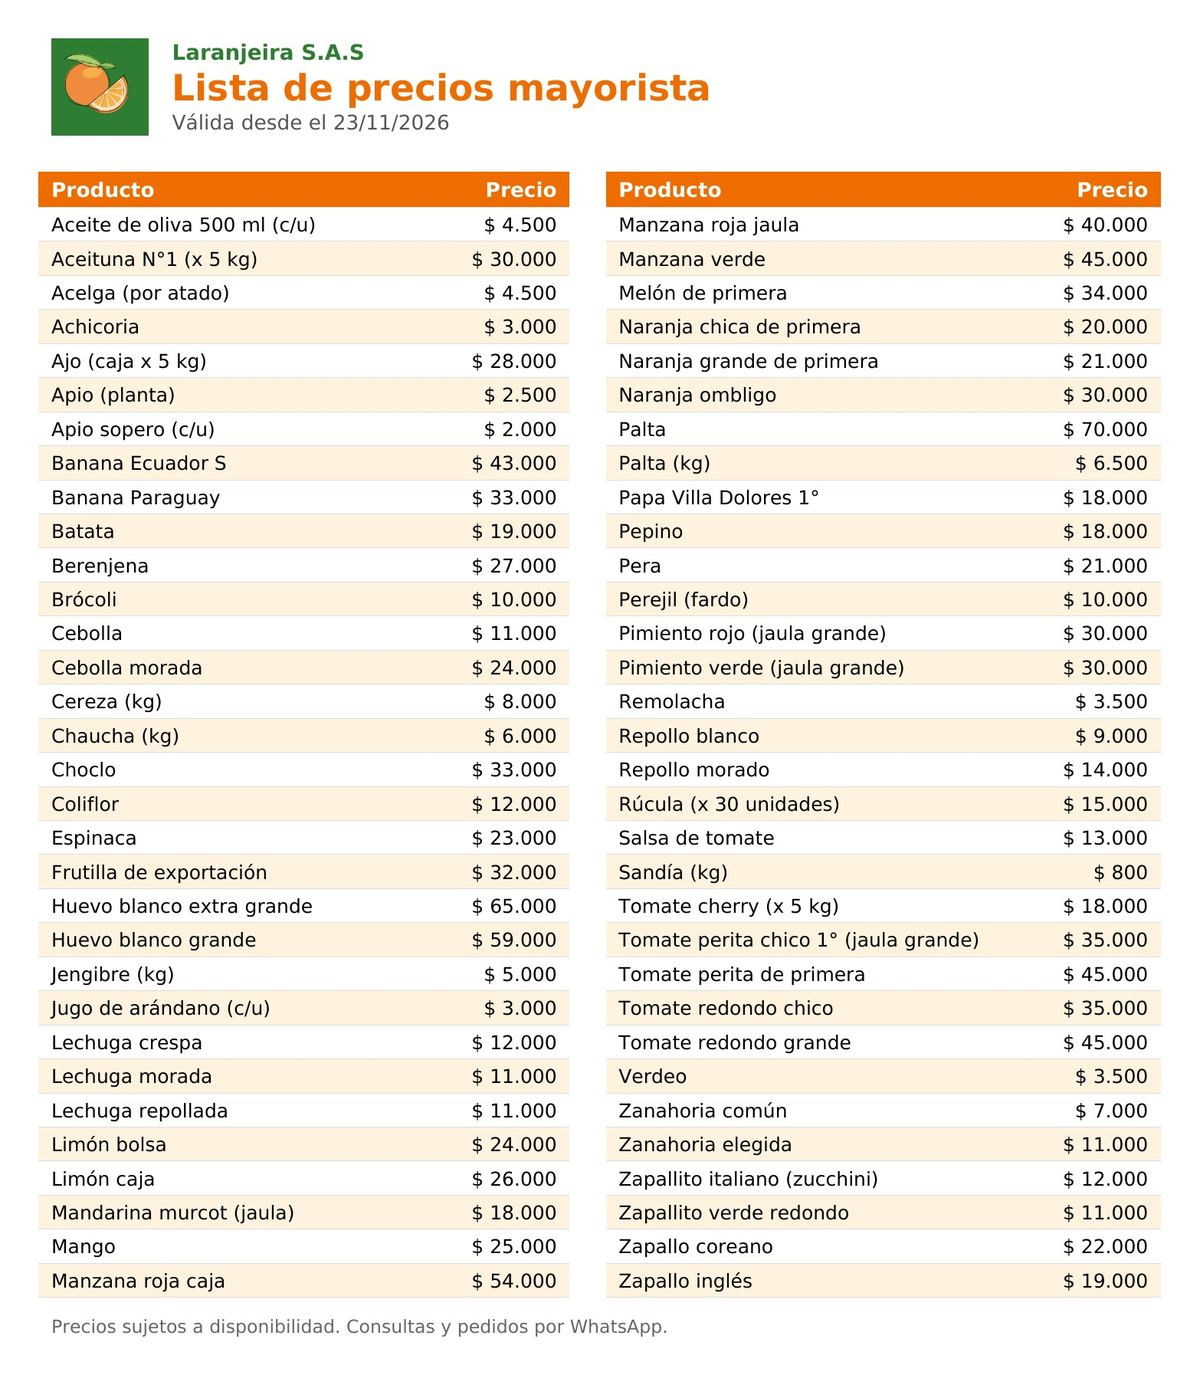 Laranjeira S.A.S
Lista de precios mayorista
Válida desde el 23/11/2026
Producto Precio
Aceite de oliva 500 ml (c/u) $ 4.500
Aceituna N°1 (x 5 kg) $ 30.000
Acelga (por atado) $ 4.500
Achicoria $ 3.000
Ajo (caja x 5 kg) $ 28.000
Apio (planta) $ 2.500
Apio sopero (c/u) $ 2.000
Banana Ecuador S $ 43.000
Banana Paraguay $ 33.000
Batata $ 19.000
Berenjena $ 27.000
Brócoli $ 10.000
Cebolla $ 11.000
Cebolla morada $ 24.000
Cereza (kg) $ 8.000
Chaucha (kg) $ 6.000
Choclo $ 33.000
Coliflor $ 12.000
Espinaca $ 23.000
Frutilla de exportación $ 32.000
Huevo blanco extra grande $ 65.000
Huevo blanco grande $ 59.000
Jengibre (kg) $ 5.000
Jugo de arándano (c/u) $ 3.000
Lechuga crespa $ 12.000
Lechuga morada $ 11.000
Lechuga repollada $ 11.000
Limón bolsa $ 24.000
Limón caja $ 26.000
Mandarina murcot (jaula) $ 18.000
Mango $ 25.000
Manzana roja caja $ 54.000
Producto Precio
Manzana roja jaula $ 40.000
Manzana verde $ 45.000
Melón de primera $ 34.000
Naranja chica de primera $ 20.000
Naranja grande de primera $ 21.000
Naranja ombligo $ 30.000
Palta $ 70.000
Palta (kg) $ 6.500
Papa Villa Dolores 1° $ 18.000
Pepino $ 18.000
Pera $ 21.000
Perejil (fardo) $ 10.000
Pimiento rojo (jaula grande) $ 30.000
Pimiento verde (jaula grande) $ 30.000
Remolacha $ 3.500
Repollo blanco $ 9.000
Repollo morado $ 14.000
Rúcula (x 30 unidades) $ 15.000
Salsa de tomate $ 13.000
Sandía (kg) $ 800
Tomate cherry (x 5 kg) $ 18.000
Tomate perita chico 1° (jaula grande) $ 35.000
Tomate perita de primera $ 45.000
Tomate redondo chico $ 35.000
Tomate redondo grande $ 45.000
Verdeo $ 3.500
Zanahoria común $ 7.000
Zanahoria elegida $ 11.000
Zapallito italiano (zucchini) $ 12.000
Zapallito verde redondo $ 11.000
Zapallo coreano $ 22.000
Zapallo inglés $ 19.000
Precios sujetos a disponibilidad. Consultas y pedidos por WhatsApp.